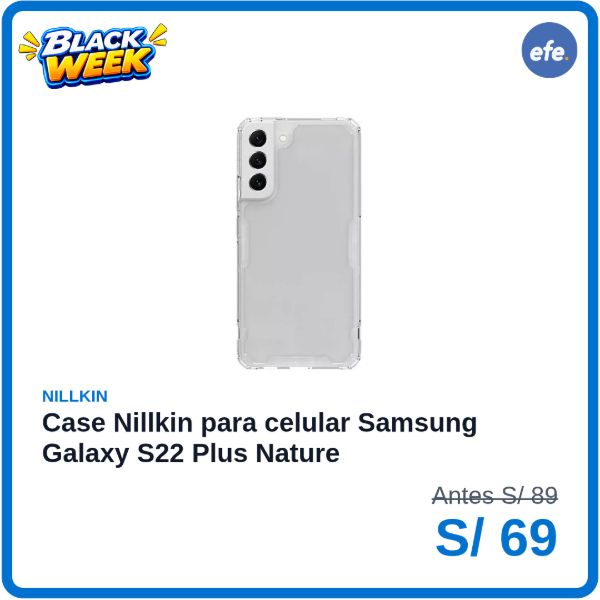 BLACK
WEEK
efe.
NILLKIN
Case Nillkin para celular Samsung
Galaxy S22 Plus Nature
Antes S/ 89
S/ 69